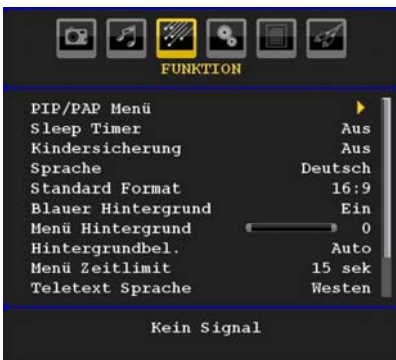 FUNKTION
PIP/PAP Menü
Sleep Timer Aus
Kindersicherung Aus
Sprache Deutsch
Standard Format 16:9
Blauer Hintergrund Ein
Menü Hintergrund 0
Hintergrundbel. Auto
Menü Zeitlimit 15 sek
Teletext Sprache Westen
Kein Signal